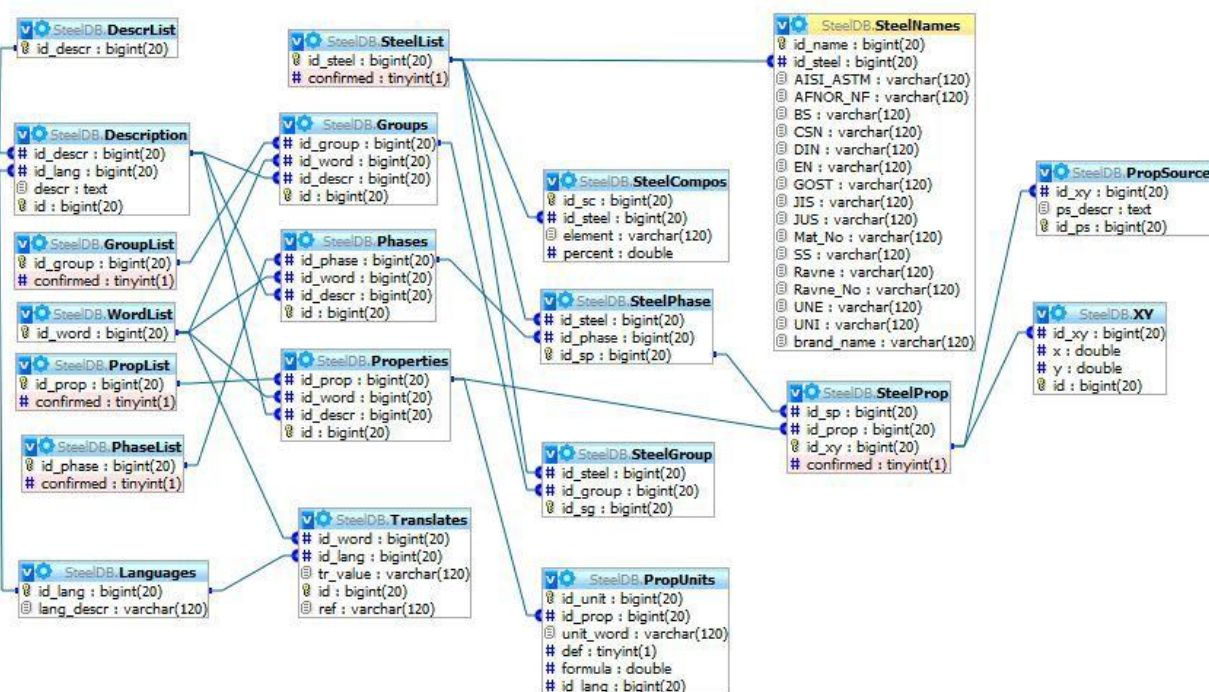 SteelDB.DescrList
id_descr : bigint(20)
SteelDB.Description
# id_descr : bigint(20)
# id_lang : bigint(20)
descr : text
id : bigint(20)
SteelDB.GroupList
id_group : bigint(20)
# confirmed : tinyint(1)
SteelDB.WordList
id_word : bigint(20)
SteelDB.PropList
id_prop : bigint(20)
# confirmed : tinyint(1)
SteelDB.PhaseList
id_phase : bigint(20)
# confirmed : tinyint(1)
SteelDB.Languages
id_lang : bigint(20)
lang_descr : varchar(120)
SteelDB.SteelList
id_steel : bigint(20)
# confirmed : tinyint(1)
SteelDB.Groups
# id_group : bigint(20)
# id_word : bigint(20)
# id_descr : bigint(20)
id : bigint(20)
SteelDB.Phases
# id_phase : bigint(20)
# id_word : bigint(20)
# id_descr : bigint(20)
id : bigint(20)
SteelDB.Properties
# id_prop : bigint(20)
# id_word : bigint(20)
# id_descr : bigint(20)
id : bigint(20)
SteelDB.Translates
# id_word : bigint(20)
# id_lang : bigint(20)
tr_value : varchar(120)
id : bigint(20)
ref : varchar(120)
SteelDB.SteelCompos
id_sc : bigint(20)
# id_steel : bigint(20)
element : varchar(120)
# percent : double
SteelDB.SteelPhase
# id_steel : bigint(20)
# id_phase : bigint(20)
id_sp : bigint(20)
SteelDB.SteelGroup
# id_steel : bigint(20)
# id_group : bigint(20)
id_sg : bigint(20)
SteelDB.PropUnits
id_unit : bigint(20)
# id_prop : bigint(20)
unit_word : varchar(120)
# def : tinyint(1)
# formula : double
# id_lang : bigint(20)
SteelDB.SteelNames
id_name : bigint(20)
# id_steel : bigint(20)
AISI_ASTM : varchar(120)
AFNOR_NF : varchar(120)
BS : varchar(120)
CSN : varchar(120)
DIN : varchar(120)
EN : varchar(120)
GOST : varchar(120)
JIS : varchar(120)
JUS : varchar(120)
Mat_No : varchar(120)
SS : varchar(120)
Ravne : varchar(120)
Ravne_No : varchar(120)
UNE : varchar(120)
UNI : varchar(120)
brand_name : varchar(120)
SteelDB.SteelProp
# id_sp : bigint(20)
# id_prop : bigint(20)
id_xy : bigint(20)
# confirmed : tinyint(1)
SteelDB.PropSource
# id_xy : bigint(20)
ps_descr : text
id_ps : bigint(20)
SteelDB.XY
# id_xy : bigint(20)
# x : double
# y : double
id : bigint(20)